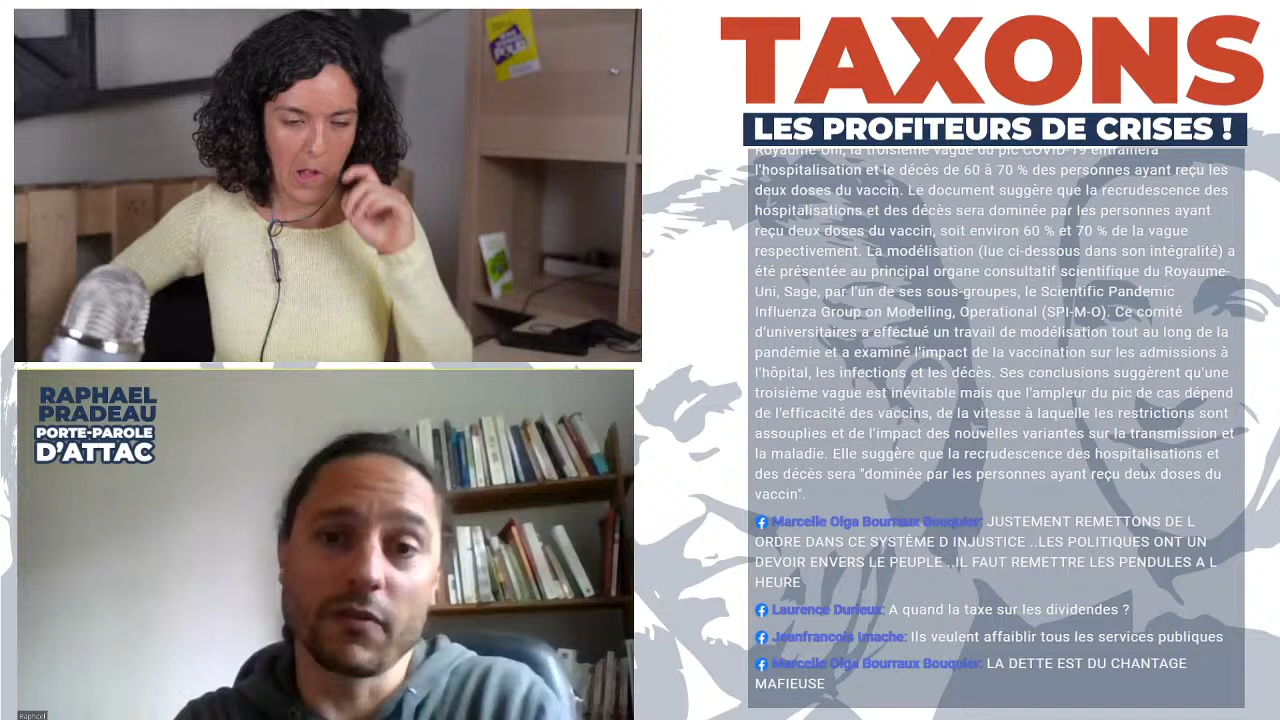 TAXONS
LES PROFITEURS DE CRISES !
RAPHAEL
PRADEAU
PORTE-PAROLE
D'ATTAC
Raphael
Royaume-Uni, la troisième vague du pic COVID-19 entraînera
l'hospitalisation et le décès de 60 à 70 % des personnes ayant reçu les
deux doses du vaccin. Le document suggère que la recrudescence des
hospitalisations et des décès sera dominée par les personnes ayant
reçu deux doses du vaccin, soit environ 60 % et 70 % de la vague
respectivement. La modélisation (lue ci-dessous dans son intégralité) a
été présentée au principal organe consultatif scientifique du Royaume-
Uni, Sage, par l'un de ses sous-groupes, le Scientific Pandemic
Influenza Group on Modelling, Operational (SPI-M-O). Ce comité
d'universitaires a effectué un travail de modélisation tout au long de la
pandémie et a examiné l'impact de la vaccination sur les admissions à
l'hôpital, les infections et les décès. Ses conclusions suggèrent qu'une
troisième vague est inévitable mais que l'ampleur du pic de cas dépend
de l'efficacité des vaccins, de la vitesse à laquelle les restrictions sont
assouplies et de l'impact des nouvelles variantes sur la transmission et
la maladie. Elle suggère que la recrudescence des hospitalisations et
des décès sera "dominée par les personnes ayant reçu deux doses du
vaccin".
Marcelle Olga Bourraux Bouquier: JUSTEMENT REMETTONS DE L
ORDRE DANS CE SYSTÈME D INJUSTICE ..LES POLITIQUES ONT UN
DEVOIR ENVERS LE PEUPLE ..IL FAUT REMETTRE LES PENDULES A L
HEURE
Laurence Durieux: A quand la taxe sur les dividendes ?
Jeanfrancois Imache: Ils veulent affaiblir tous les services publiques
Marcelle Olga Bourraux Bouquier: LA DETTE EST DU CHANTAGE
MAFIEUSE